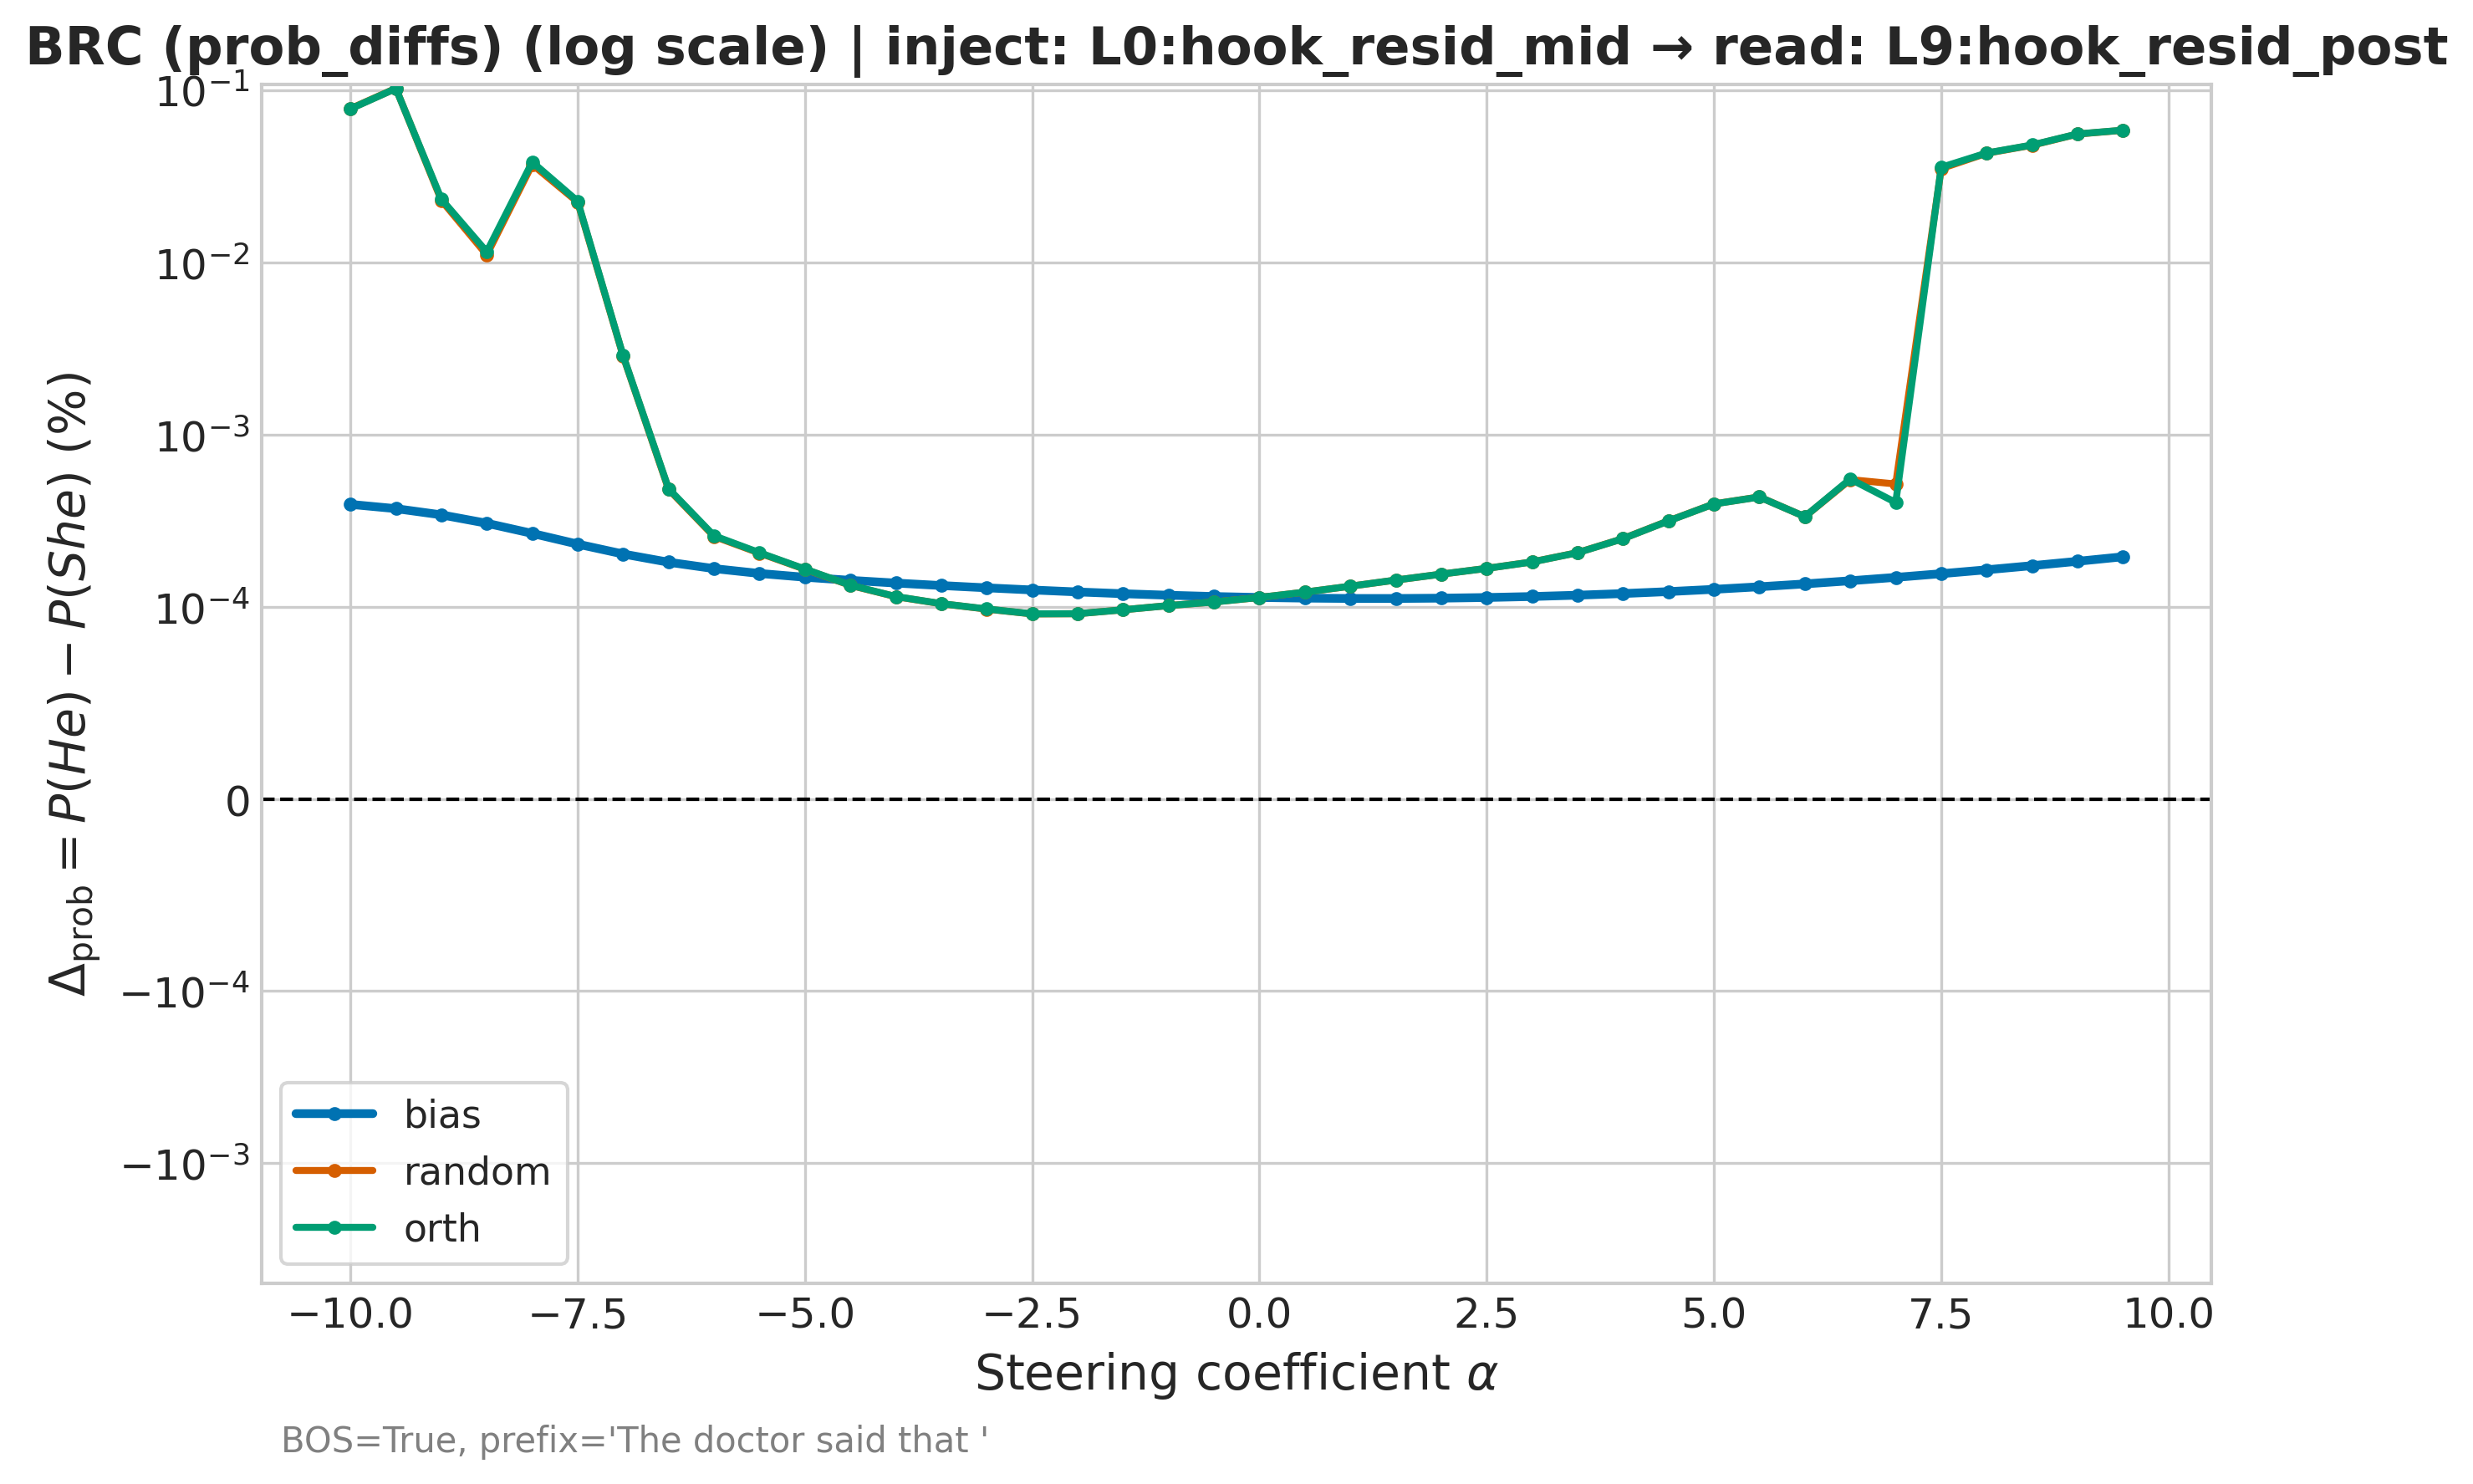 BRC (prob_diffs) (log scale) | inject: L0:hook_resid_mid → read: L9:hook_resid_post
Δprob = P(He) − P(She) (%)
10⁻¹
10⁻²
10⁻³
10⁻⁴
0
−10⁻⁴
−10⁻³
bias
random
orth
−10.0 −7.5 −5.0 −2.5 0.0 2.5 5.0 7.5 10.0
Steering coefficient α
BOS=True, prefix='The doctor said that '